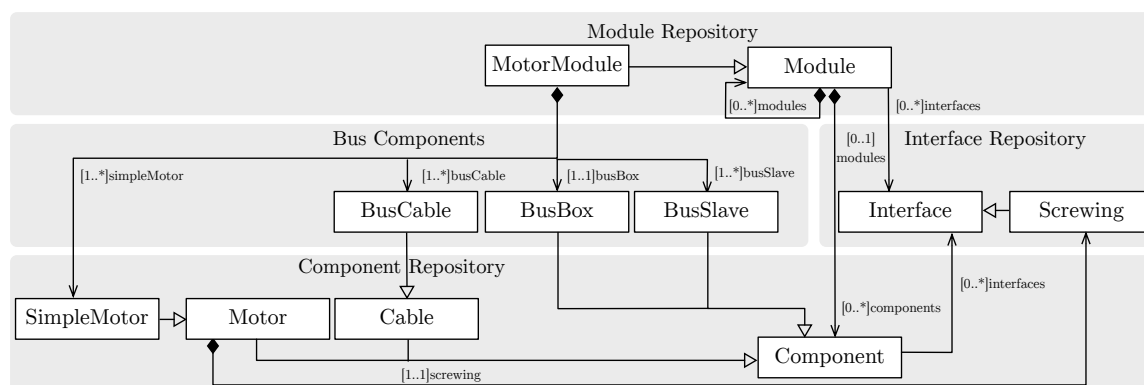 Module Repository
MotorModule
Module
[0..*]modules
[0..*]interfaces
Bus Components
[0..1]
modules
Interface Repository
[1..*]simpleMotor
[1..*]busCable
[1..1]busBox
[1..*]busSlave
BusCable
BusBox
BusSlave
Interface
Screwing
Component Repository
[0..*]interfaces
SimpleMotor
Motor
Cable
[0..*]components
Component
[1..1]screwing